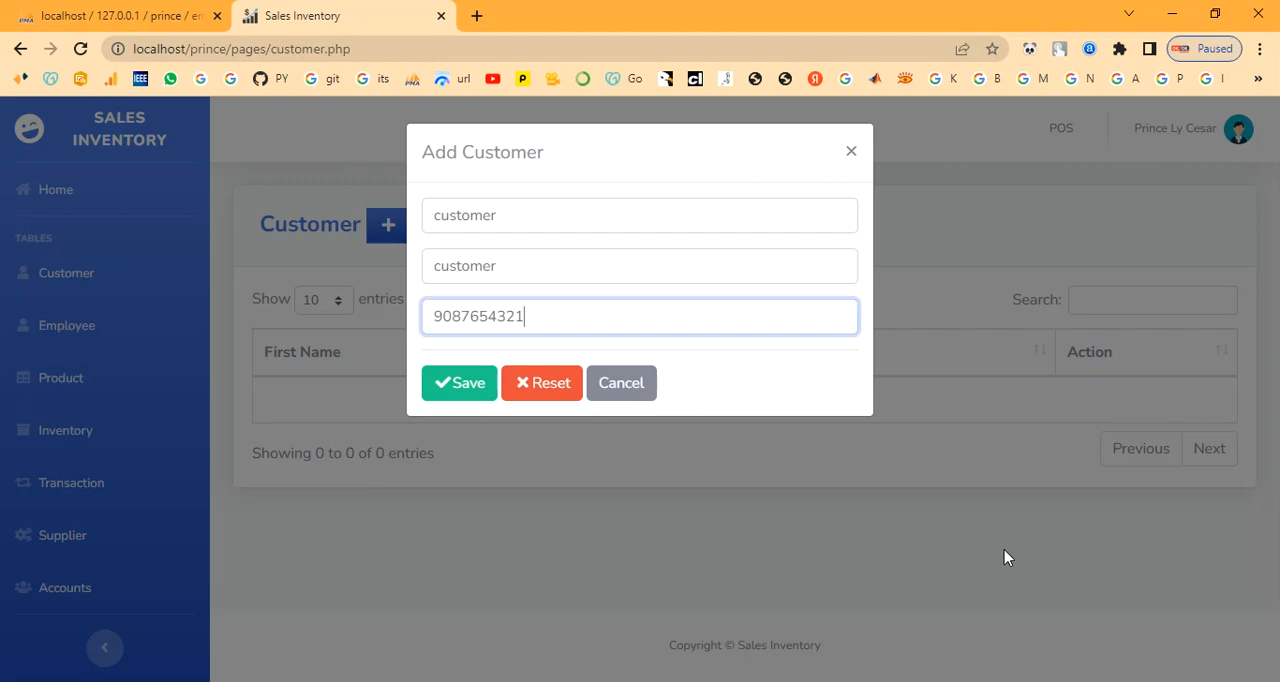 localhost / 127.0.0.1 / prince / em
Sales Inventory
localhost/prince/pages/customer.php
Paused
PY
git
its
url
Go
K
B
M
N
A
P
I
SALES
INVENTORY
Home
TABLES
Customer
Employee
Product
Inventory
Transaction
Supplier
Accounts
POS
Prince Ly Cesar
Customer
Show 10 entries
Search:
First Name
Action
Showing 0 to 0 of 0 entries
Previous
Next
Add Customer
customer
customer
9087654321
Save
Reset
Cancel
Copyright © Sales Inventory